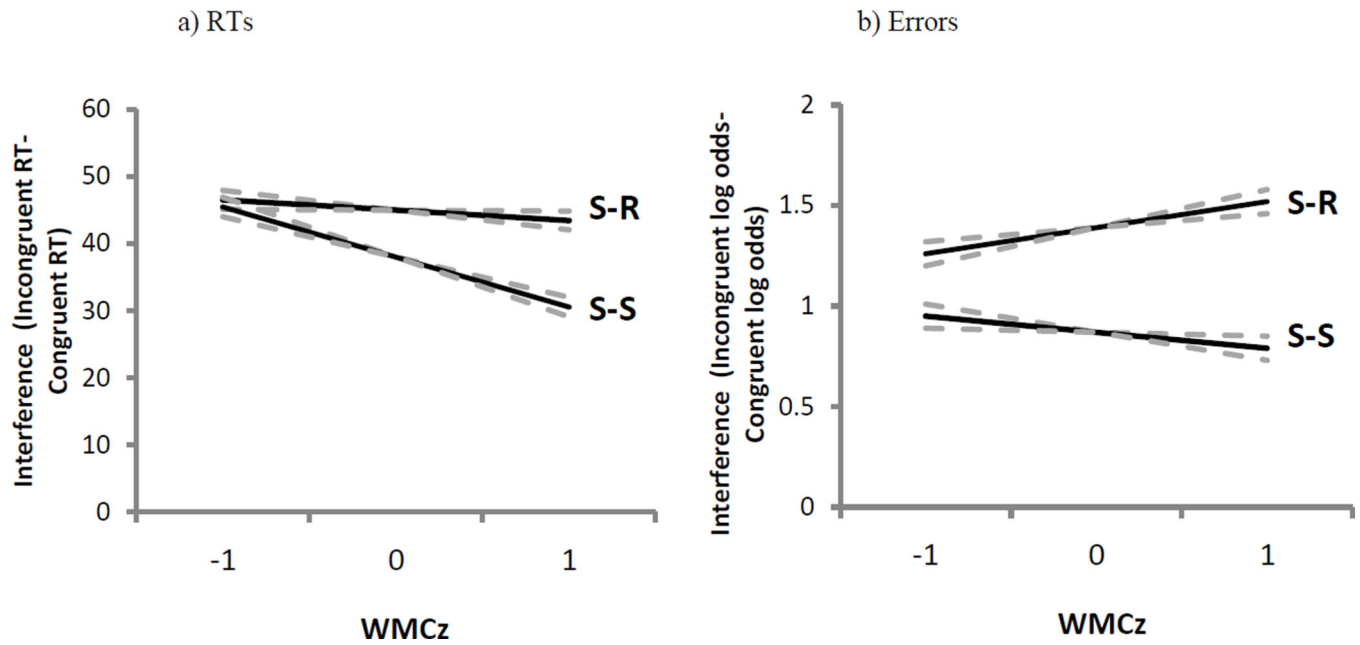 a) RTs
Interference (Incongruent RT-
Congruent RT)
60
50
40
30
20
10
0
-1 0 1
WMCz
S-R
S-S
b) Errors
Interference (Incongruent log odds-
Congruent log odds)
2
1.5
1
0.5
0
-1 0 1
WMCz
S-R
S-S